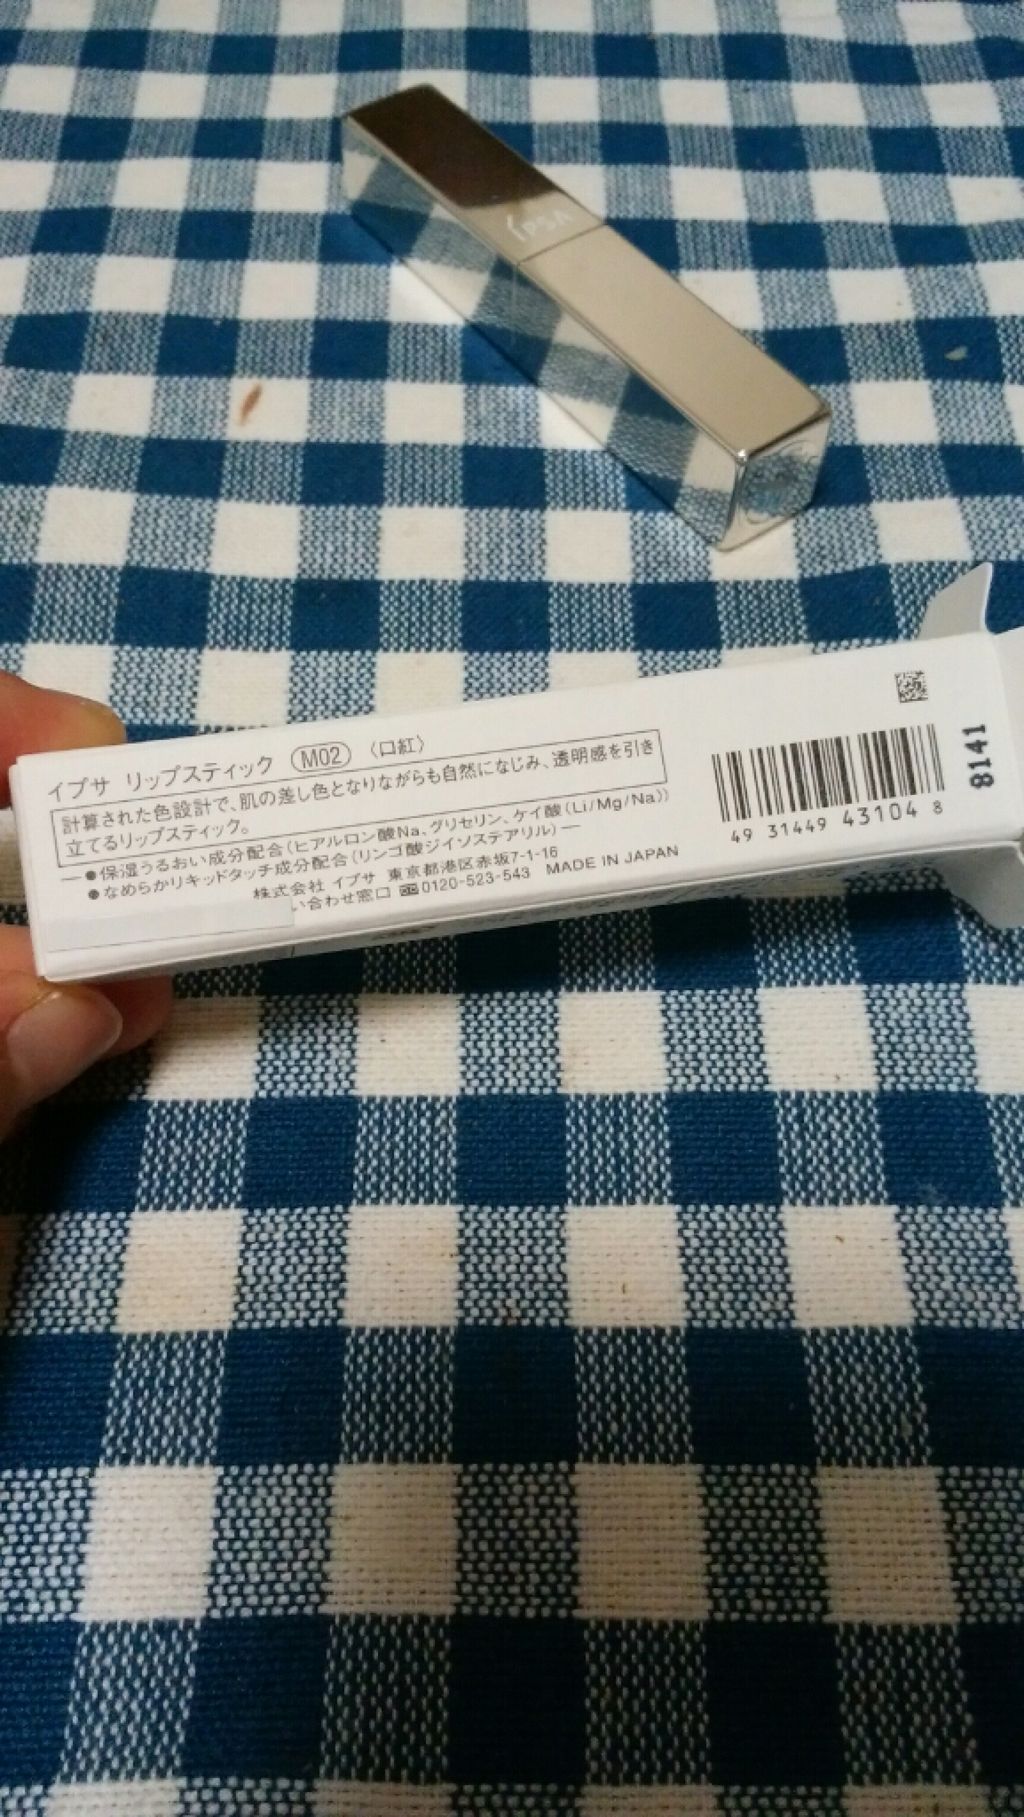 IPSA
イプサ リップスティック M02 〈口紅〉
計算された色設計で、肌の差し色となりながらも自然になじみ、透明感を引き
立てるリップスティック。
●保湿うるおい成分配合(ヒアルロン酸Na、グリセリン、ケイ酸(Li/Mg/Na))
●なめらかリキッドタッチ成分配合(リンゴ酸ジイソステアリル)
株式会社 イプサ 東京都港区赤坂7-1-16
い合わせ窓口 0120-523-543 MADE IN JAPAN
4931449431048
8141